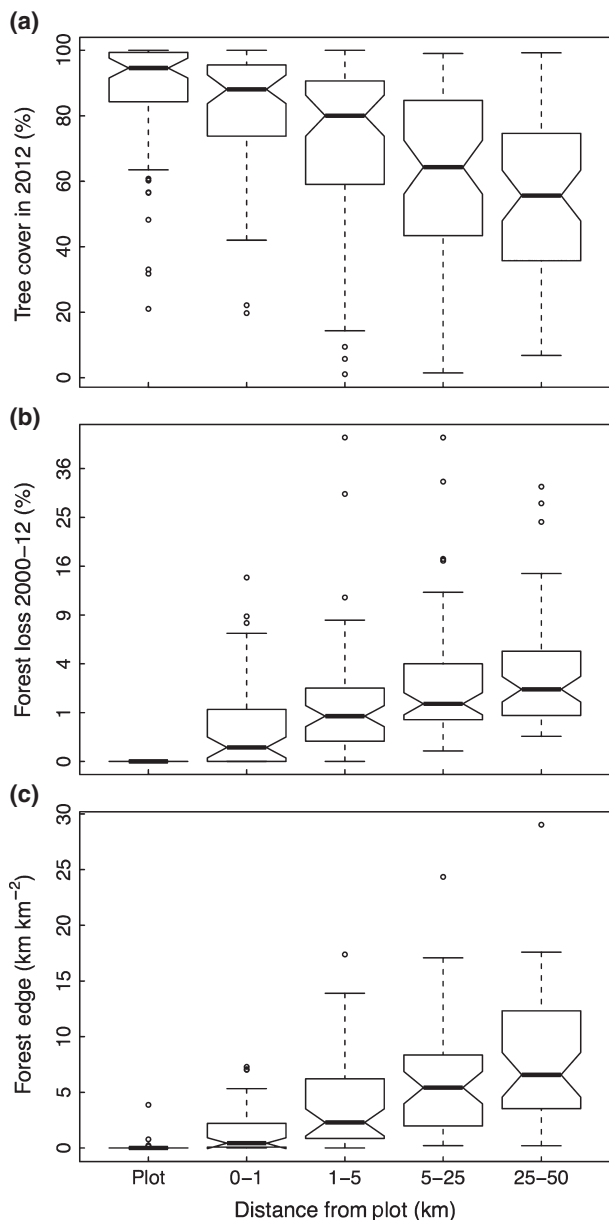 (a)
Tree cover in 2012 (%)
100
80
60
40
20
0
(b)
Forest loss 2000–12 (%)
36
25
16
9
4
1
0
(c)
Forest edge (km km⁻²)
30
25
20
15
10
5
0
Plot 0–1 1–5 5–25 25–50
Distance from plot (km)